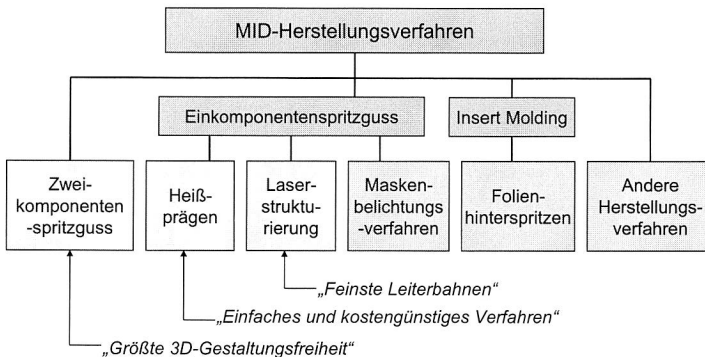 MID-Herstellungsverfahren
Einkomponentenspritzguss
Insert Molding
Zwei-
komponenten
-spritzguss
Heiß-
prägen
Laser-
struktu-
rierung
Masken-
belichtungs
-verfahren
Folien-
hinterspritzen
Andere
Herstellungs-
verfahren
„Feinste Leiterbahnen“
„Einfaches und kostengünstiges Verfahren“
„Größte 3D-Gestaltungsfreiheit“